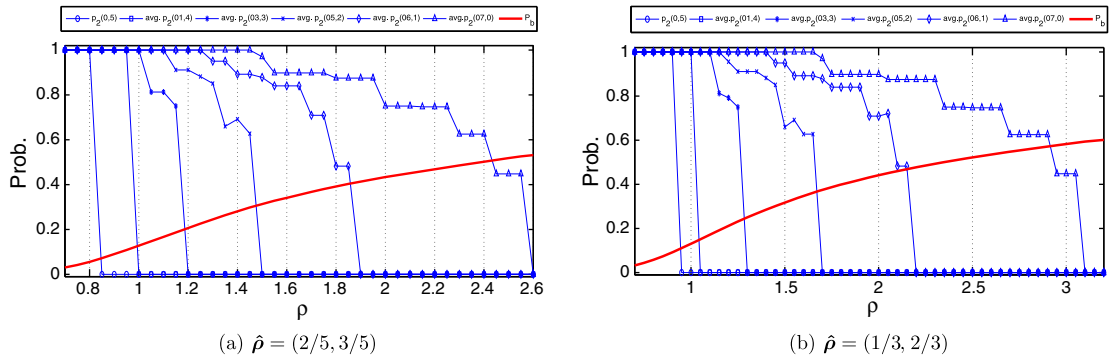 p₂(0,5) avg. p₂(01,4) avg. p₂(03,3) avg. p₂(05,2) avg. p₂(06,1) avg.p₂(07,0) P_b
1
0.8
0.6
0.4
0.2
0
Prob.
0.8 1 1.2 1.4 1.6 1.8 2 2.2 2.4 2.6
ρ
(a) ρ̂ = (2/5, 3/5)
p₂(0,5) avg. p₂(01,4) avg. p₂(03,3) avg. p₂(05,2) avg. p₂(06,1) avg.p₂(07,0) P_b
1
0.8
0.6
0.4
0.2
0
Prob.
1 1.5 2 2.5 3
ρ
(b) ρ̂ = (1/3, 2/3)